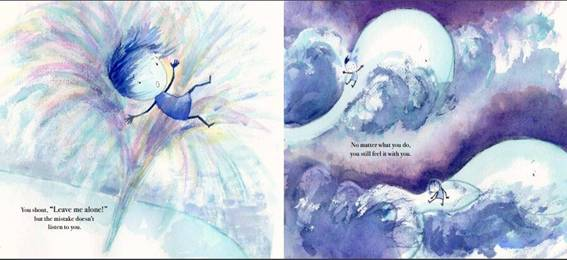 You shout, “Leave me alone!”
but the mistake doesn't
listen to you.
No matter what you do,
you still feel it with you.